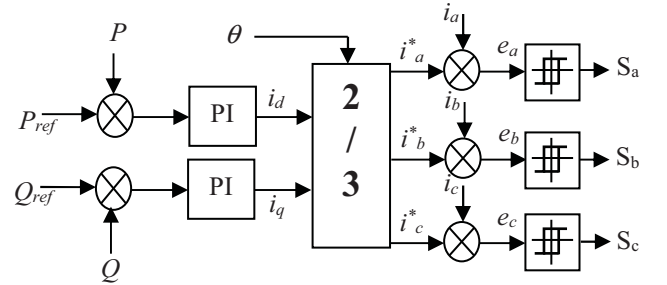 P
θ
i_a
i*_a
e_a
S_a
P_ref
PI
i_d
2
/
3
i_b
i*_b
e_b
S_b
Q_ref
PI
i_q
i_c
i*_c
e_c
S_c
Q